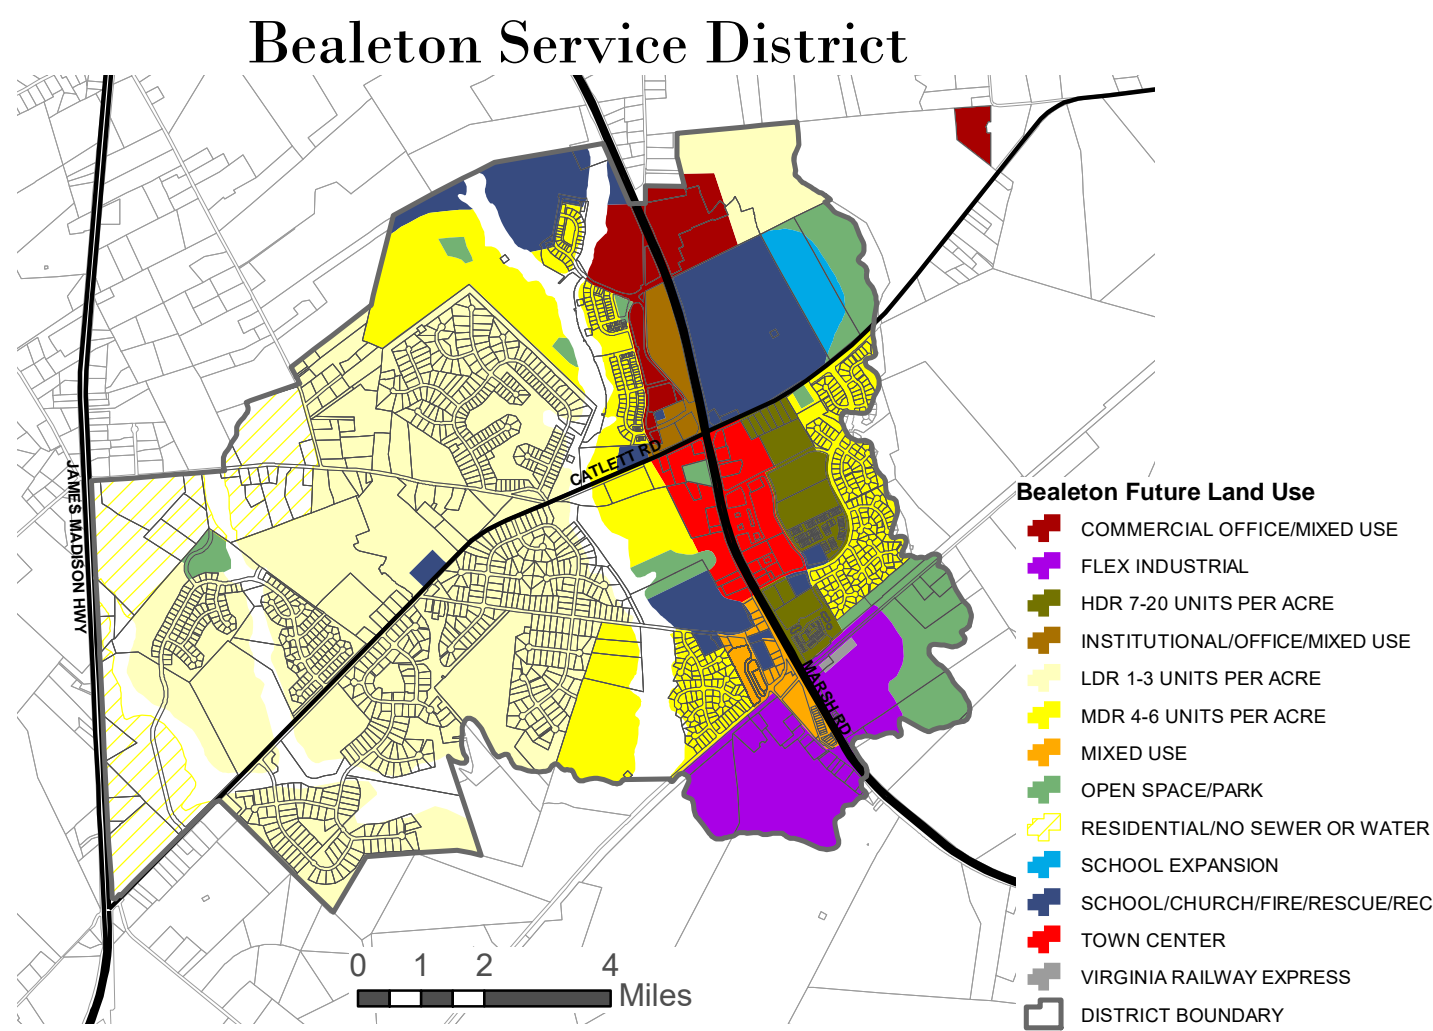 Bealeton Service District
JAMES MADISON HWY
CATLETT RD
MARSH RD
Bealeton Future Land Use
COMMERCIAL OFFICE/MIXED USE
FLEX INDUSTRIAL
HDR 7-20 UNITS PER ACRE
INSTITUTIONAL/OFFICE/MIXED USE
LDR 1-3 UNITS PER ACRE
MDR 4-6 UNITS PER ACRE
MIXED USE
OPEN SPACE/PARK
RESIDENTIAL/NO SEWER OR WATER
SCHOOL EXPANSION
SCHOOL/CHURCH/FIRE/RESCUE/REC
TOWN CENTER
VIRGINIA RAILWAY EXPRESS
DISTRICT BOUNDARY
0 1 2 4
Miles